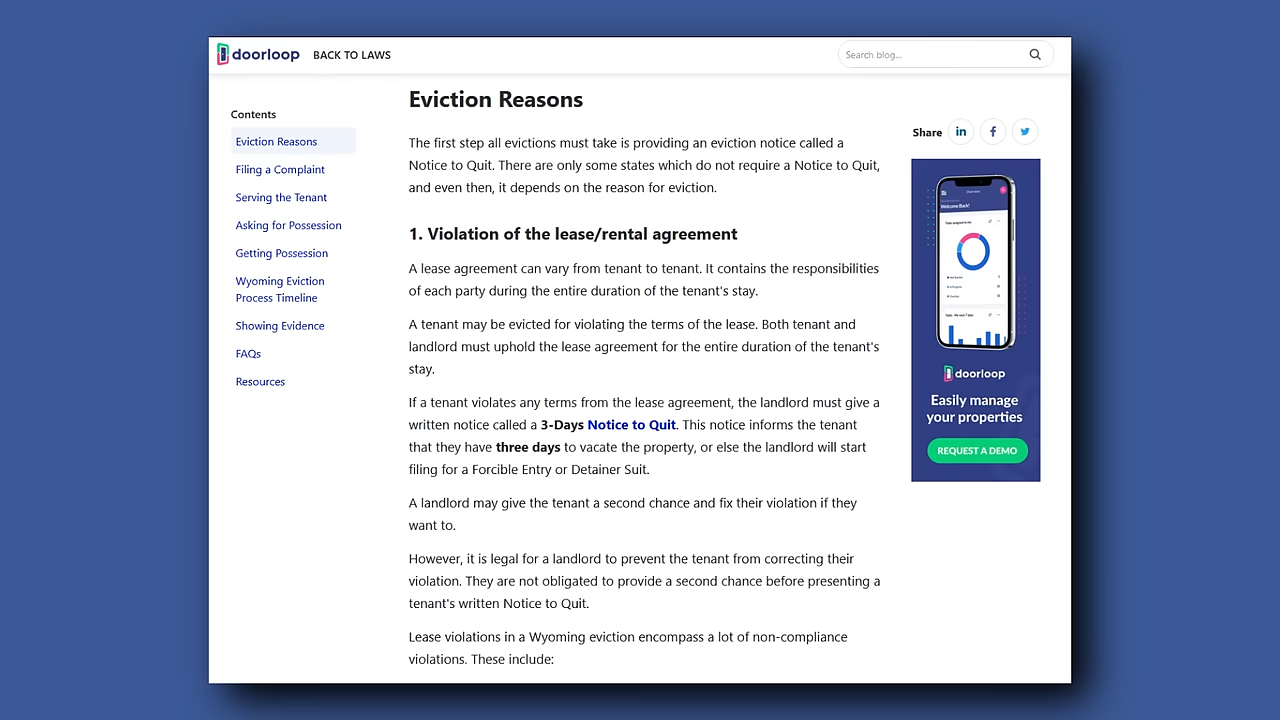 doorloop
BACK TO LAWS
Search blog...
Contents
Eviction Reasons
Filing a Complaint
Serving the Tenant
Asking for Possession
Getting Possession
Wyoming Eviction
Process Timeline
Showing Evidence
FAQs
Resources
Eviction Reasons
The first step all evictions must take is providing an eviction notice called a
Notice to Quit. There are only some states which do not require a Notice to Quit,
and even then, it depends on the reason for eviction.
1. Violation of the lease/rental agreement
A lease agreement can vary from tenant to tenant. It contains the responsibilities
of each party during the entire duration of the tenant's stay.
A tenant may be evicted for violating the terms of the lease. Both tenant and
landlord must uphold the lease agreement for the entire duration of the tenant's
stay.
If a tenant violates any terms from the lease agreement, the landlord must give a
written notice called a 3-Days Notice to Quit. This notice informs the tenant
that they have three days to vacate the property, or else the landlord will start
filing for a Forcible Entry or Detainer Suit.
A landlord may give the tenant a second chance and fix their violation if they
want to.
However, it is legal for a landlord to prevent the tenant from correcting their
violation. They are not obligated to provide a second chance before presenting a
tenant's written Notice to Quit.
Lease violations in a Wyoming eviction encompass a lot of non-compliance
violations. These include:
Share
Welcome Back!
doorloop
Easily manage
your properties
REQUEST A DEMO